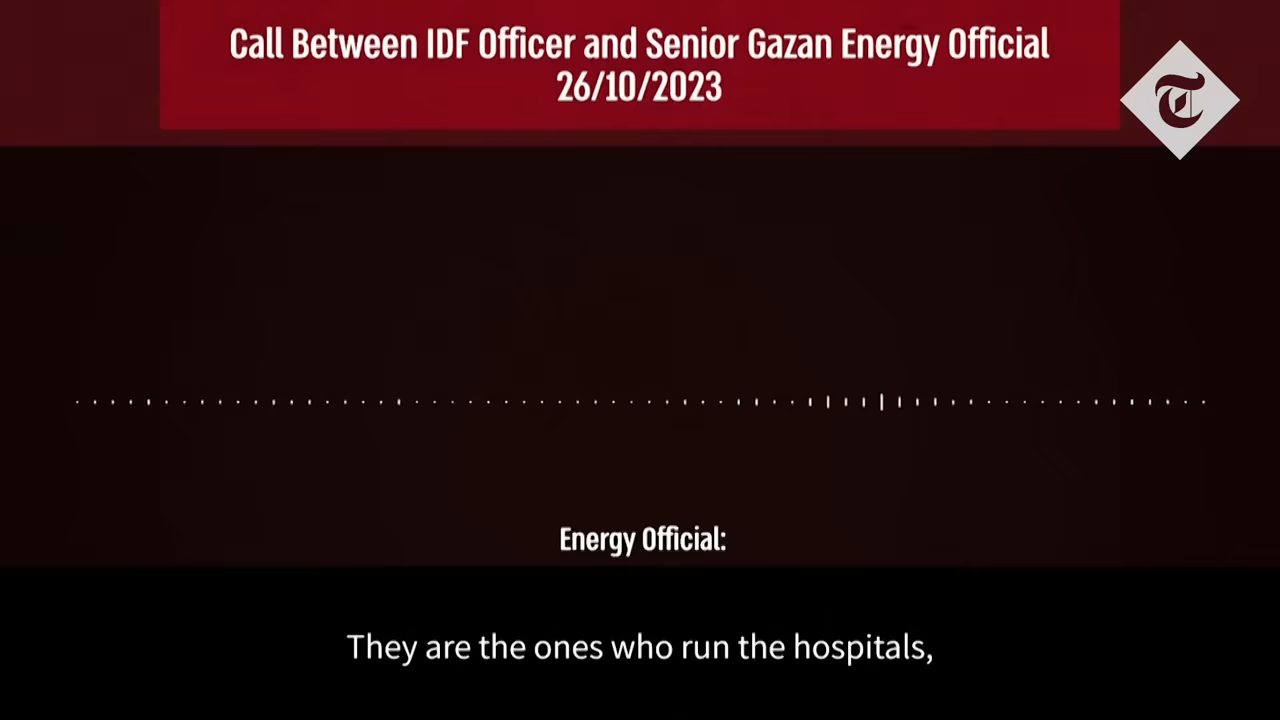 Call Between IDF Officer and Senior Gazan Energy Official
26/10/2023
T
Energy Official:
They are the ones who run the hospitals,